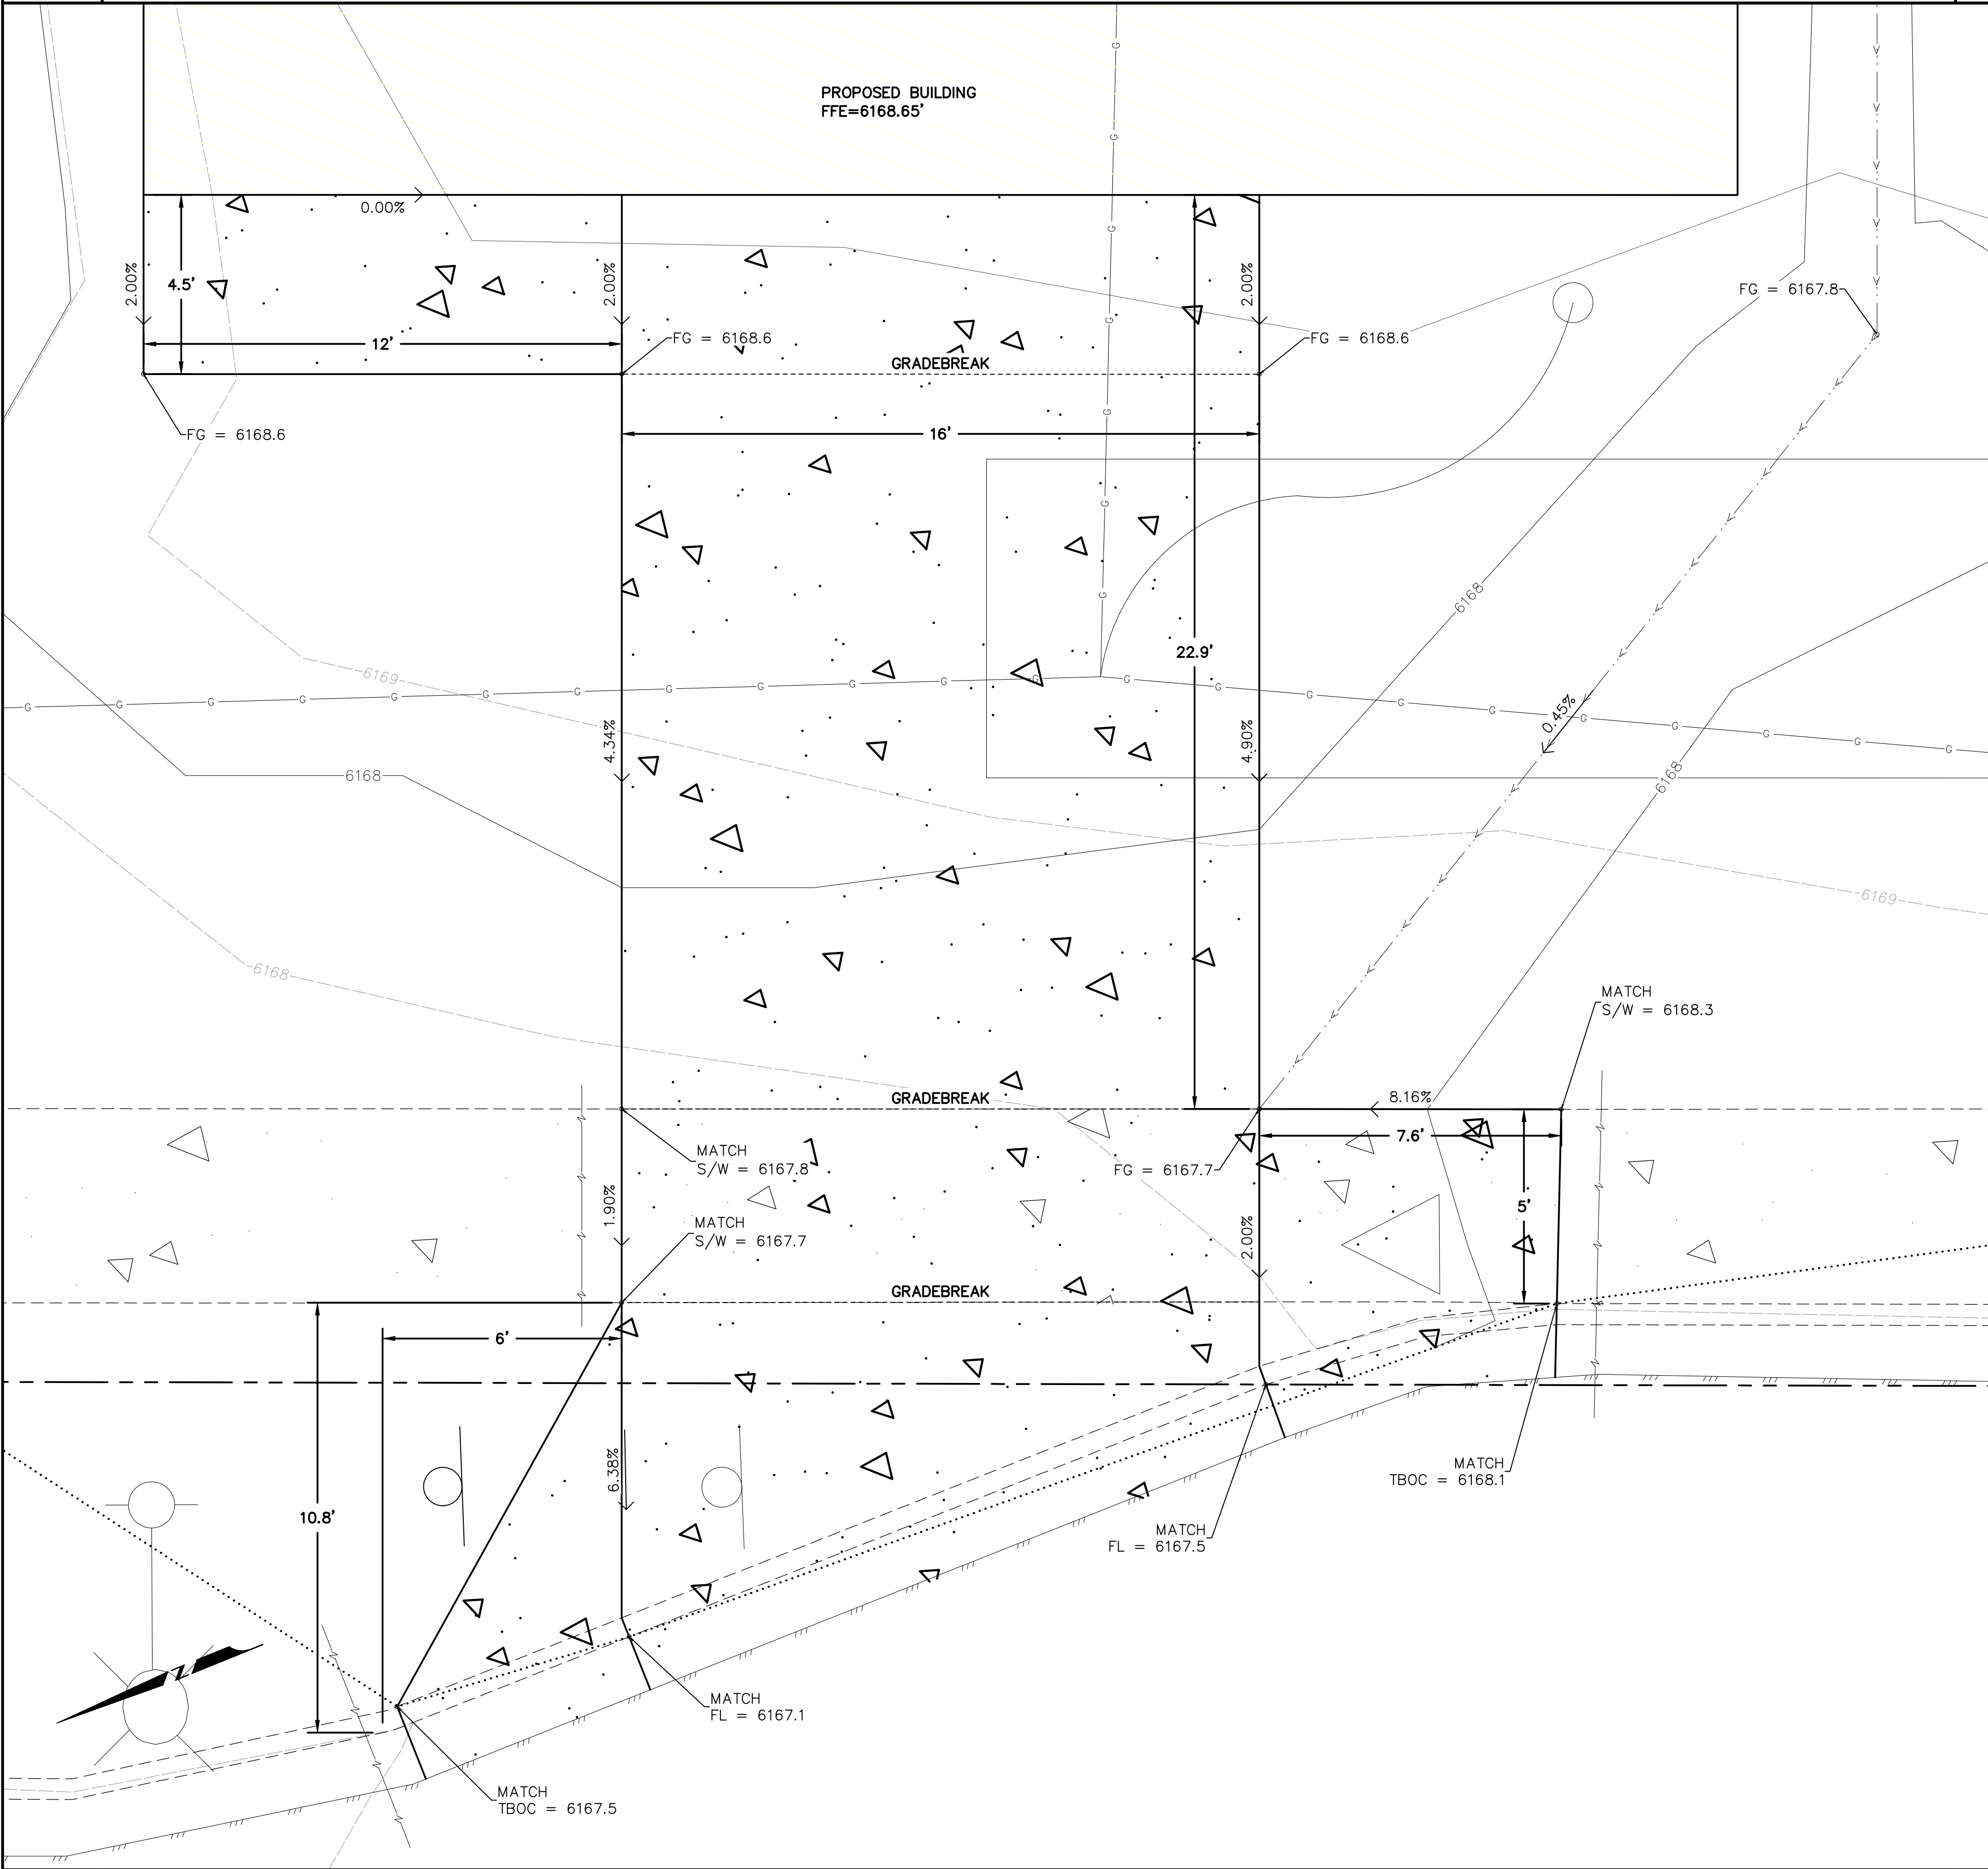 PROPOSED BUILDING
FFE=6168.65'
0.00%
2.00%
4.5'
2.00%
2.00%
FG = 6167.8
12'
FG = 6168.6
FG = 6168.6
GRADEBREAK
FG = 6168.6
16'
6168
22.9'
6169
4.34%
4.90%
0.45%
6168
6168
6169
6168
MATCH
S/W = 6168.3
GRADEBREAK
8.16%
7.6'
MATCH
S/W = 6167.8
FG = 6167.7
1.90%
5'
MATCH
S/W = 6167.7
2.00%
GRADEBREAK
6'
6.38%
MATCH
TBOC = 6168.1
10.8'
MATCH
FL = 6167.5
MATCH
FL = 6167.1
MATCH
TBOC = 6167.5
G G G G G G G
G G G G G G G G G G G G G G G G G G G G G G
N